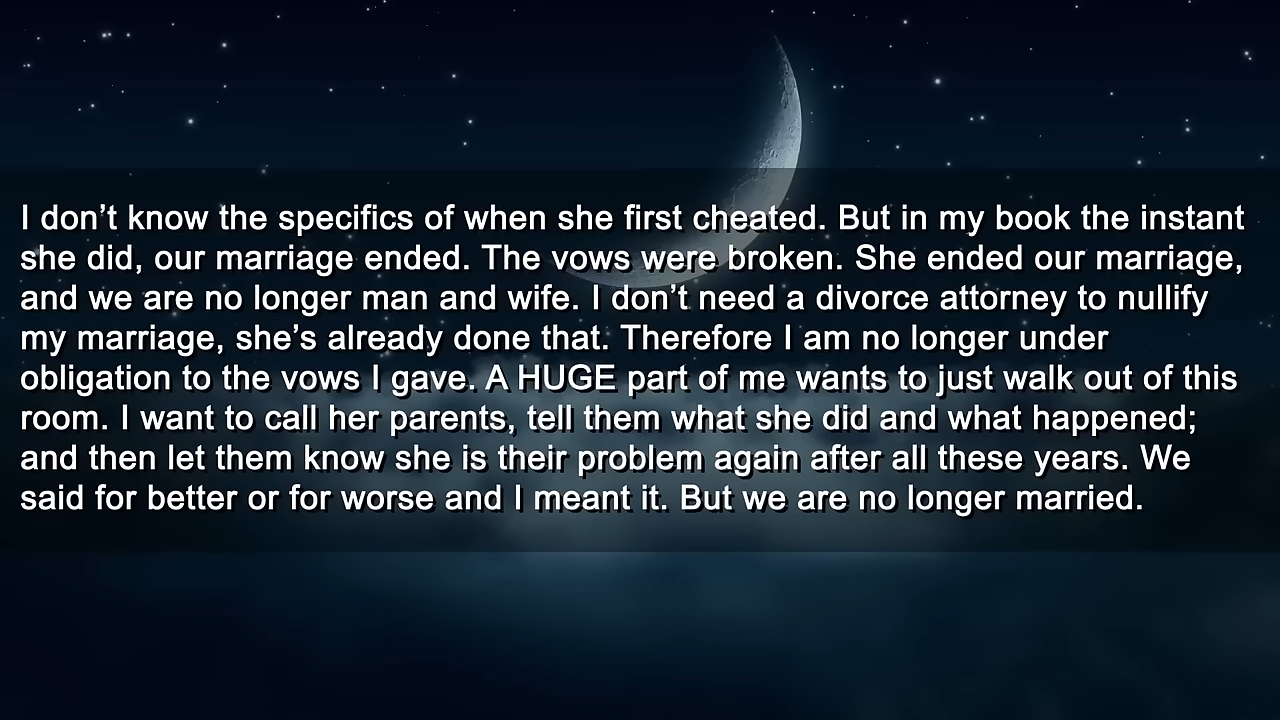 I don’t know the specifics of when she first cheated. But in my book the instant
she did, our marriage ended. The vows were broken. She ended our marriage,
and we are no longer man and wife. I don’t need a divorce attorney to nullify
my marriage, she’s already done that. Therefore I am no longer under
obligation to the vows I gave. A HUGE part of me wants to just walk out of this
room. I want to call her parents, tell them what she did and what happened;
and then let them know she is their problem again after all these years. We
said for better or for worse and I meant it. But we are no longer married.